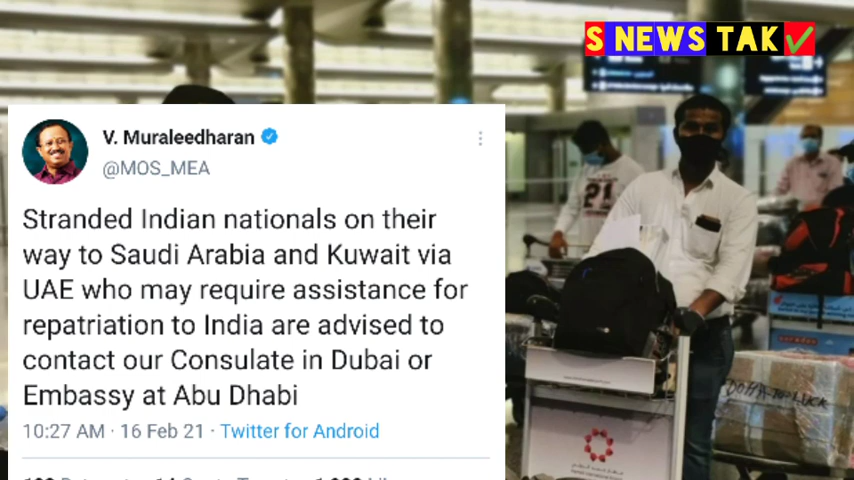 S NEWS TAK✓
V. Muraleedharan
@MOS_MEA
Stranded Indian nationals on their
way to Saudi Arabia and Kuwait via
UAE who may require assistance for
repatriation to India are advised to
contact our Consulate in Dubai or
Embassy at Abu Dhabi
10:27 AM · 16 Feb 21 · Twitter for Android
21